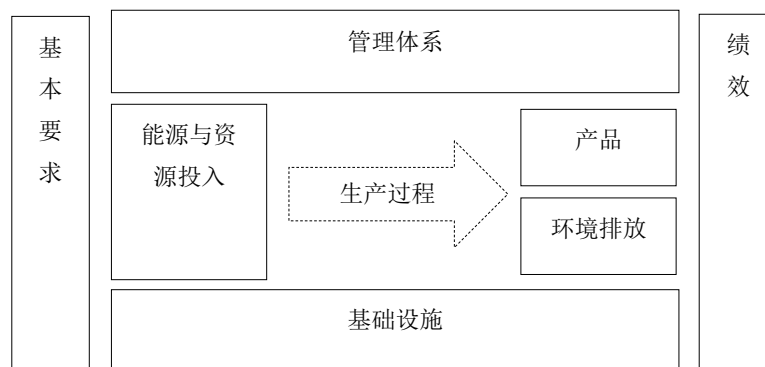 基本要求
管理体系
绩效
能源与资
源投入
生产过程
产品
环境排放
基础设施